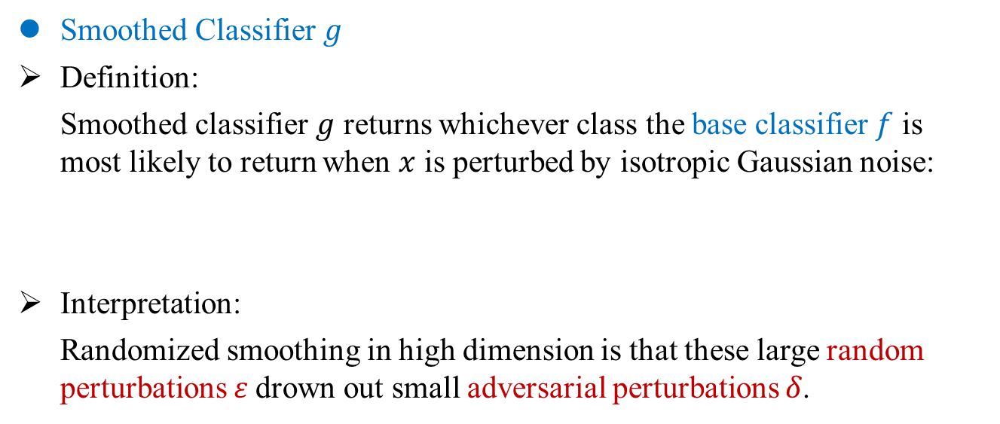 ● Smoothed Classifier g
➢ Definition:
Smoothed classifier g returns whichever class the base classifier f is
most likely to return when x is perturbed by isotropic Gaussian noise:
➢ Interpretation:
Randomized smoothing in high dimension is that these large random
perturbations ε drown out small adversarial perturbations δ.